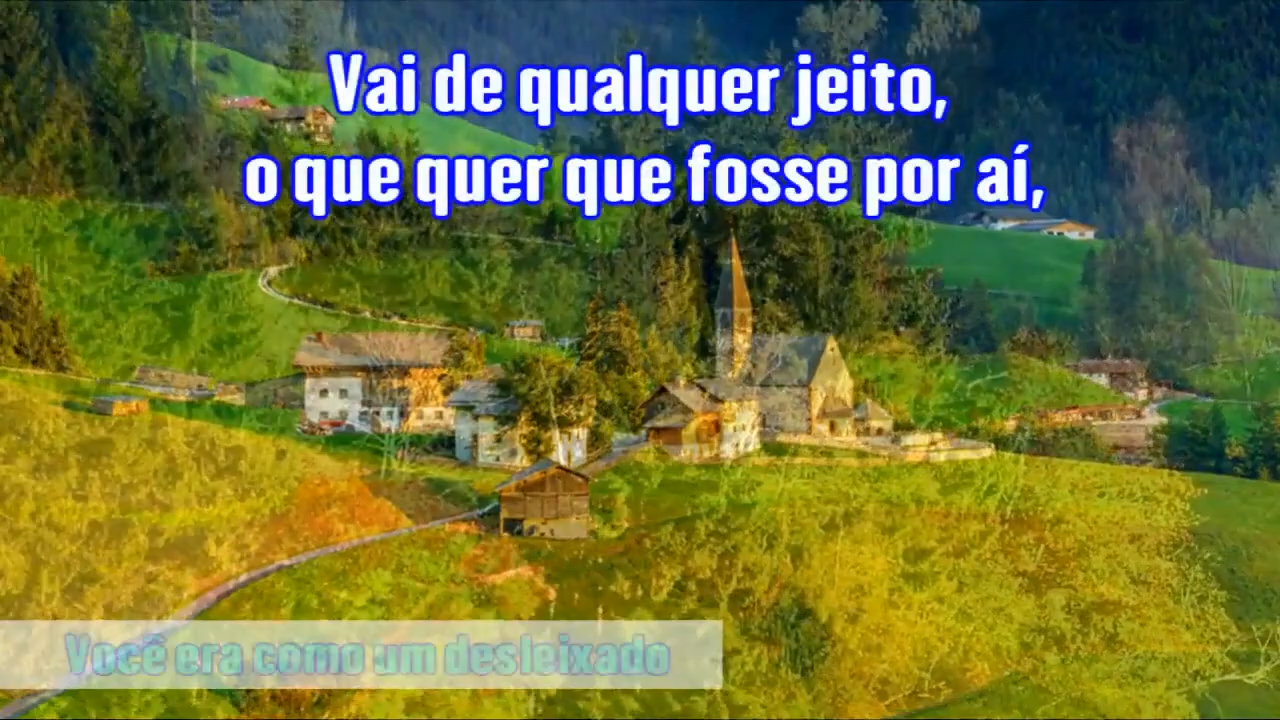 Vai de qualquer jeito,
o que quer que fosse por aí,
Você era como um desleixado